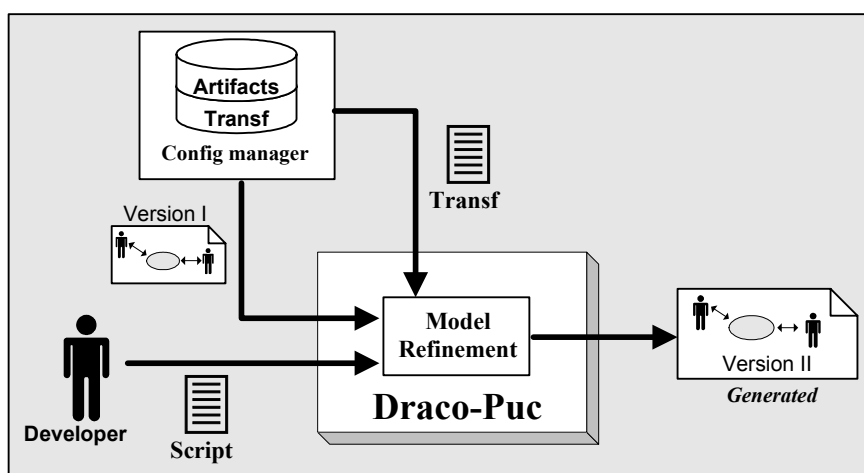 Artifacts
Transf
Config manager
Transf
Version I
Model
Refinement
Draco-Puc
Version II
Generated
Developer
Script